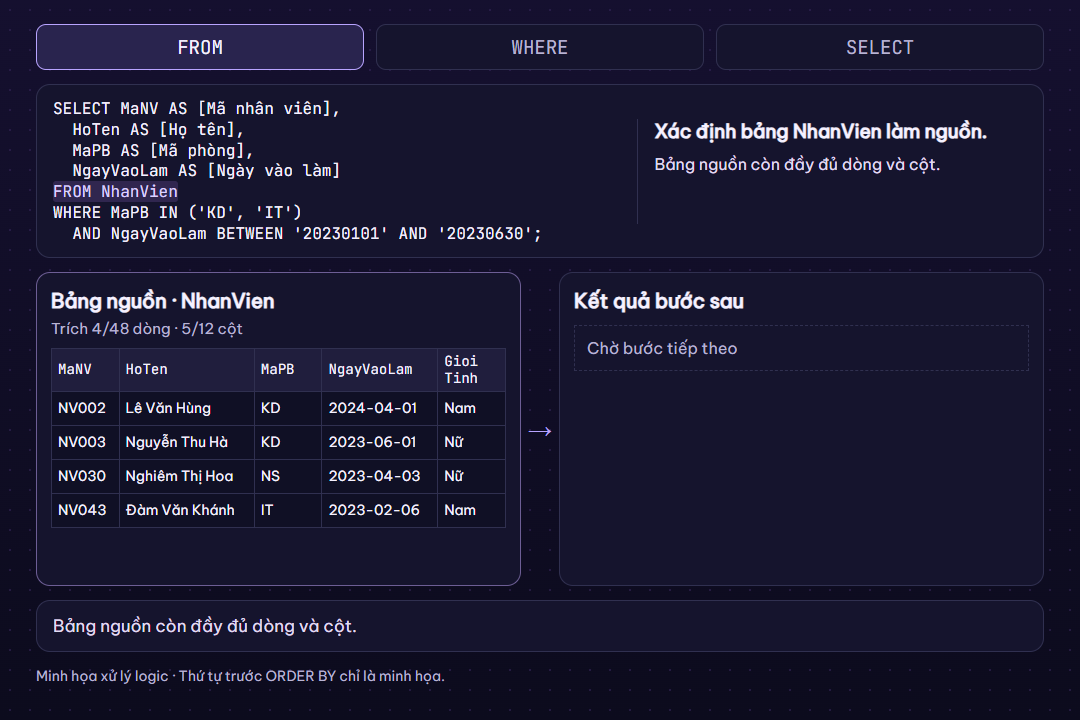 FROM
WHERE
SELECT
SELECT MaNV AS [Mã nhân viên],
HoTen AS [Họ tên],
MaPB AS [Mã phòng],
NgayVaoLam AS [Ngày vào làm]
FROM NhanVien
WHERE MaPB IN ('KD', 'IT')
AND NgayVaoLam BETWEEN '20230101' AND '20230630';
Xác định bảng NhanVien làm nguồn.
Bảng nguồn còn đầy đủ dòng và cột.
Bảng nguồn · NhanVien
Trích 4/48 dòng · 5/12 cột
MaNV HoTen MaPB NgayVaoLam Gioi Tinh
NV002 Lê Văn Hùng KD 2024-04-01 Nam
NV003 Nguyễn Thu Hà KD 2023-06-01 Nữ
NV030 Nghiêm Thị Hoa NS 2023-04-03 Nữ
NV043 Đàm Văn Khánh IT 2023-02-06 Nam
→
Kết quả bước sau
Chờ bước tiếp theo
Bảng nguồn còn đầy đủ dòng và cột.
Minh họa xử lý logic · Thứ tự trước ORDER BY chỉ là minh họa.